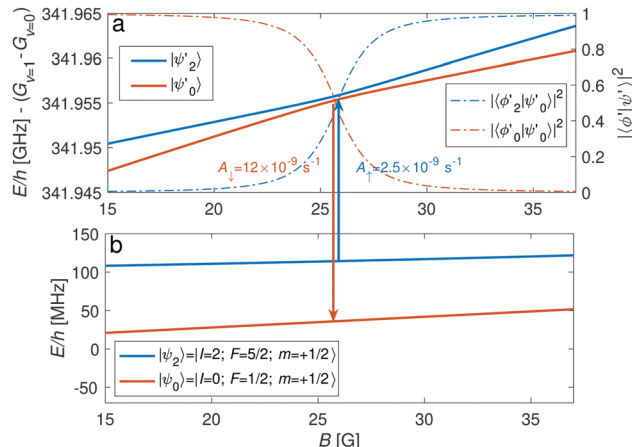 a
E/h [GHz] - (G_{ν=1} - G_{ν=0})
341.965
341.96
341.955
341.95
341.945
|ψ'_2⟩
|ψ'_0⟩
|⟨ϕ'_2|ψ'_0⟩|^2
|⟨ϕ'_0|ψ'_0⟩|^2
A_↓=12×10^{-9} s^{-1}
A_↑=2.5×10^{-9} s^{-1}
1
0.8
0.6
0.4
0.2
0
|⟨ϕ'|ψ'⟩|^2
15 20 25 30 35
b
E/h [MHz]
150
100
50
0
-50
|ψ_2⟩=|I=2; F=5/2; m=+1/2⟩
|ψ_0⟩=|I=0; F=1/2; m=+1/2⟩
15 20 25 30 35
B [G]